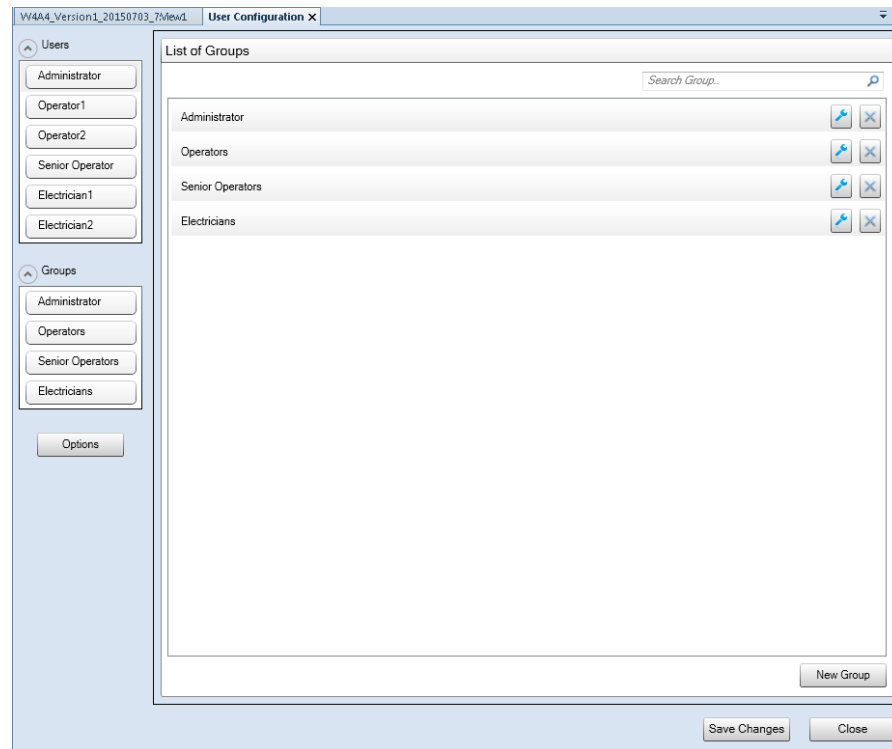 W4A4_Version1_20150703_7:View1 User Configuration X
Users
Administrator
Operator1
Operator2
Senior Operator
Electrician1
Electrician2
Groups
Administrator
Operators
Senior Operators
Electricians
Options
List of Groups
Search Group..
Administrator
Operators
Senior Operators
Electricians
New Group
Save Changes Close